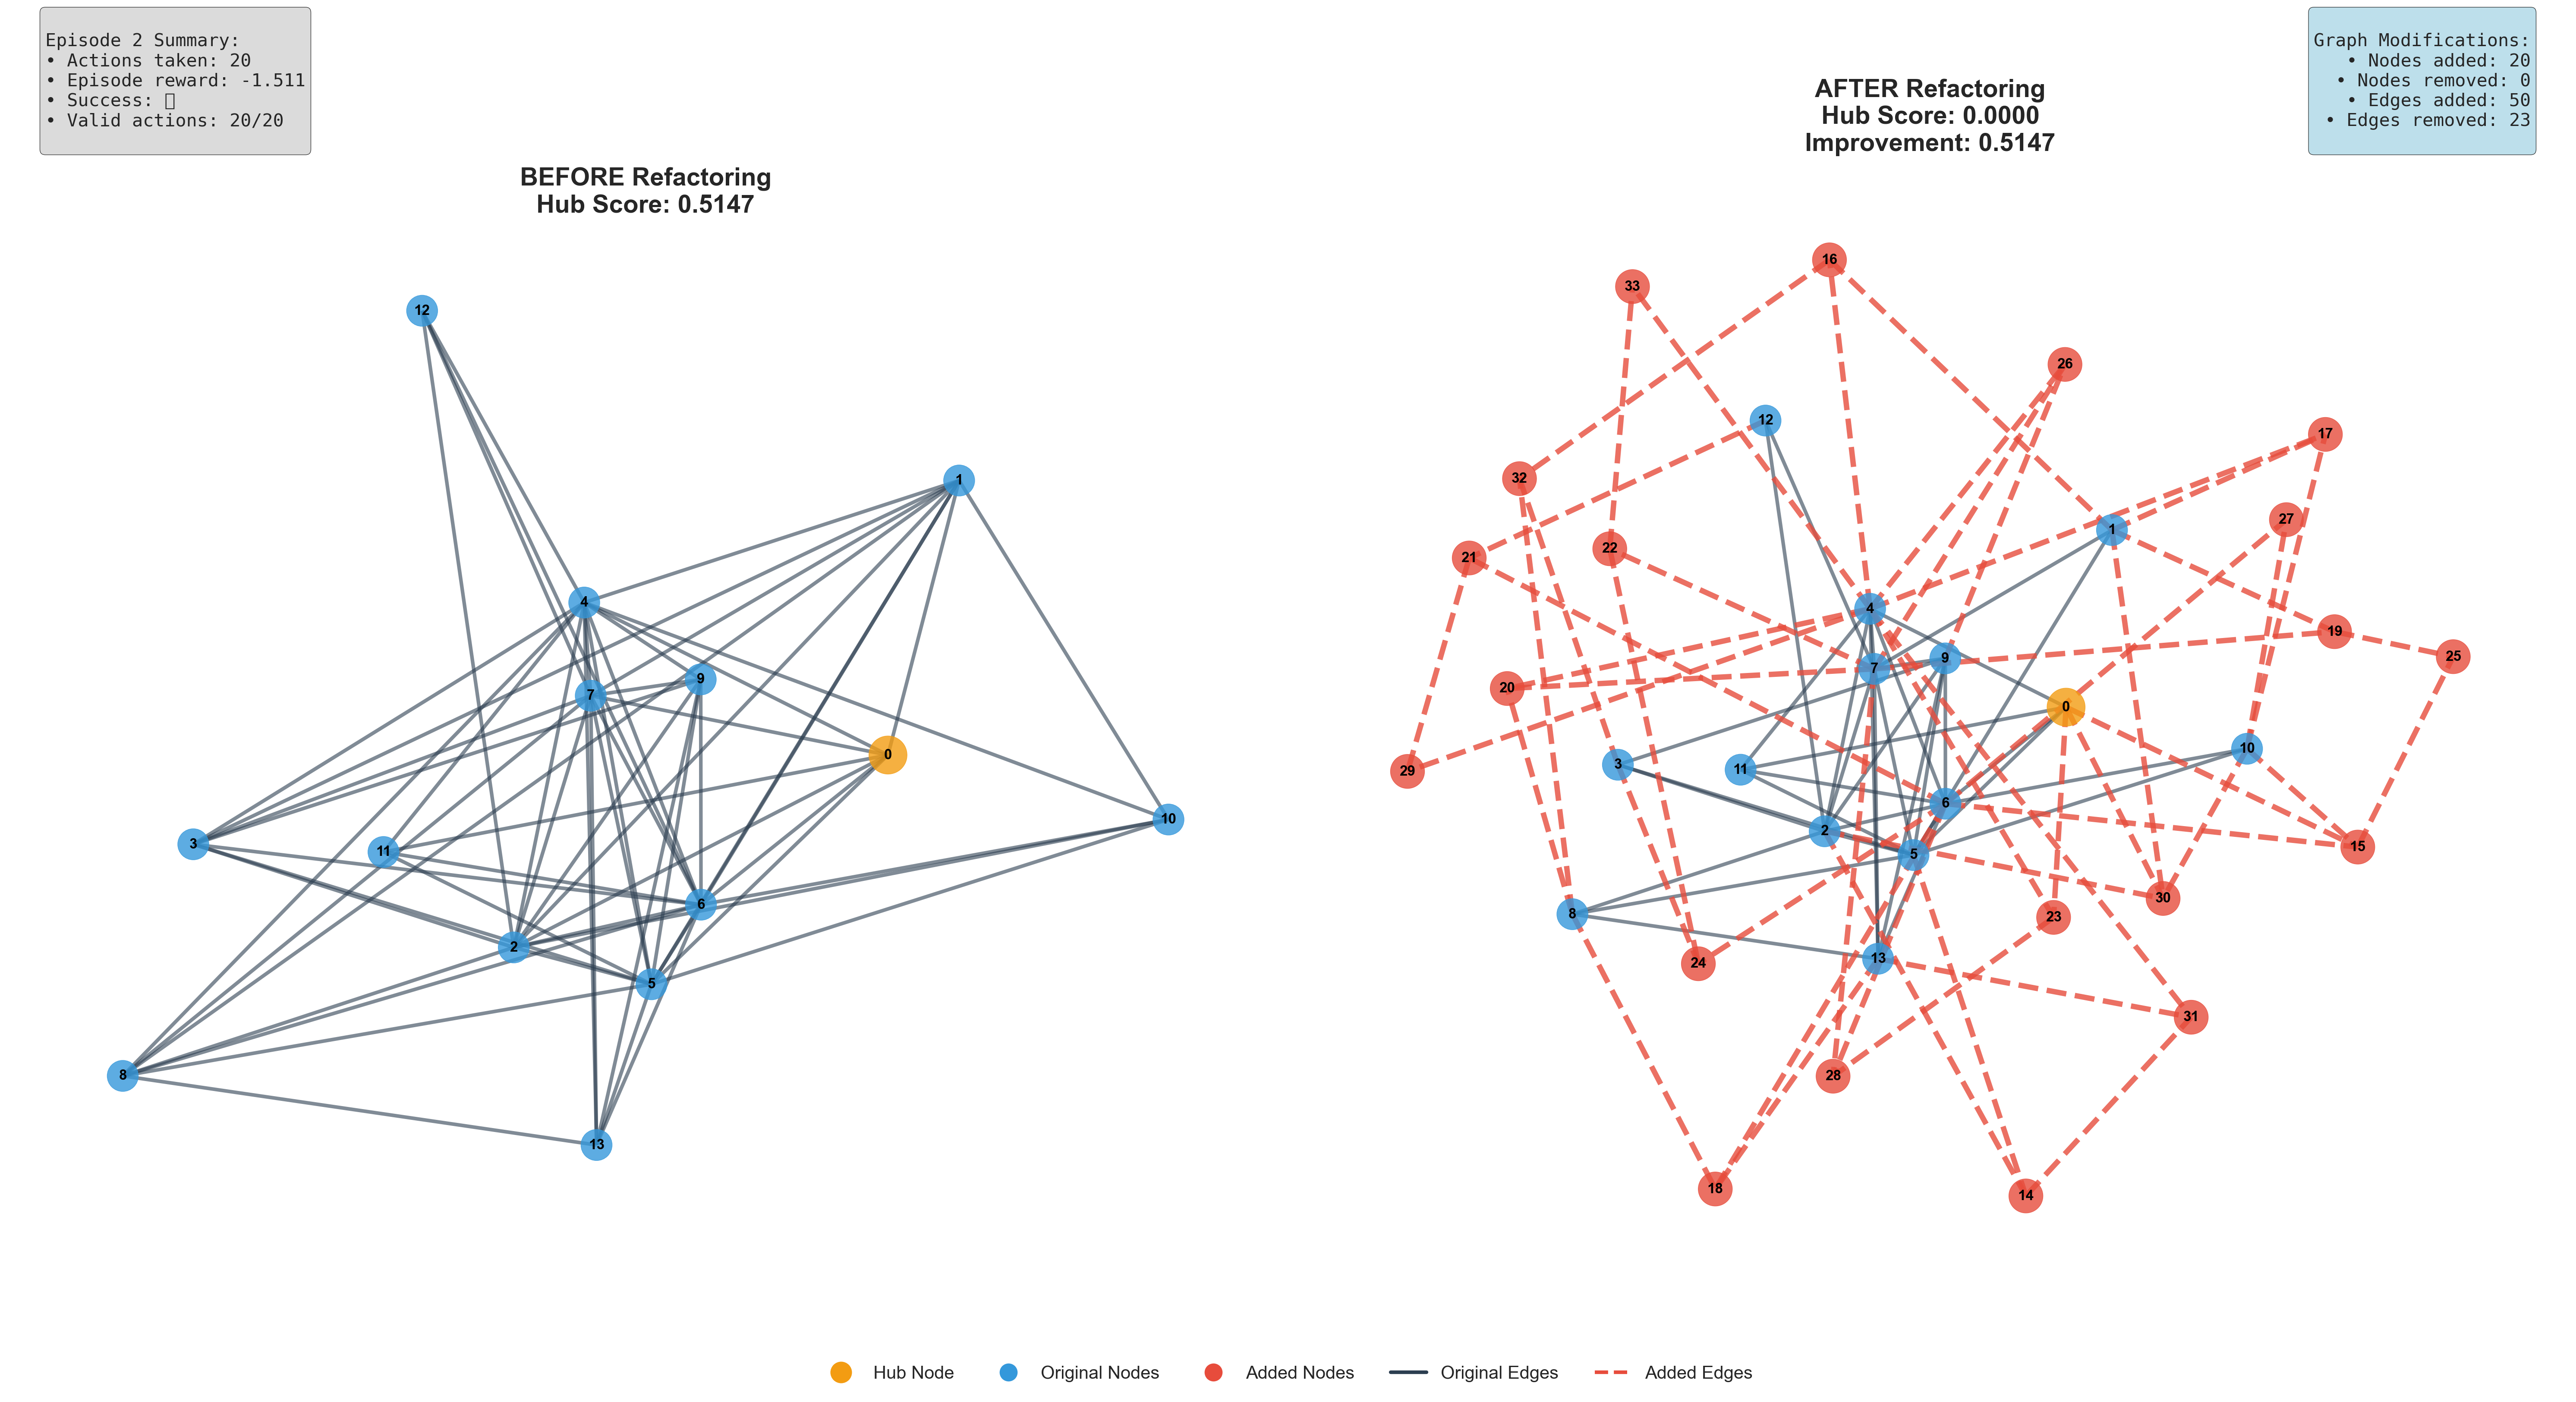 Episode 2 Summary:
• Actions taken: 20
• Episode reward: -1.511
• Success: 
• Valid actions: 20/20
Graph Modifications:
• Nodes added: 20
• Nodes removed: 0
• Edges added: 50
• Edges removed: 23
BEFORE Refactoring
Hub Score: 0.5147
12
1
4
9
7
0
10
3
11
6
2
5
8
13
AFTER Refactoring
Hub Score: 0.0000
Improvement: 0.5147
16
33
26
12
17
32
27
1
22
21
4
19
25
9
7
20
0
10
3
11
29
6
2
15
5
30
8
23
13
24
31
28
18
14
Hub Node
Original Nodes
Added Nodes
Original Edges
Added Edges